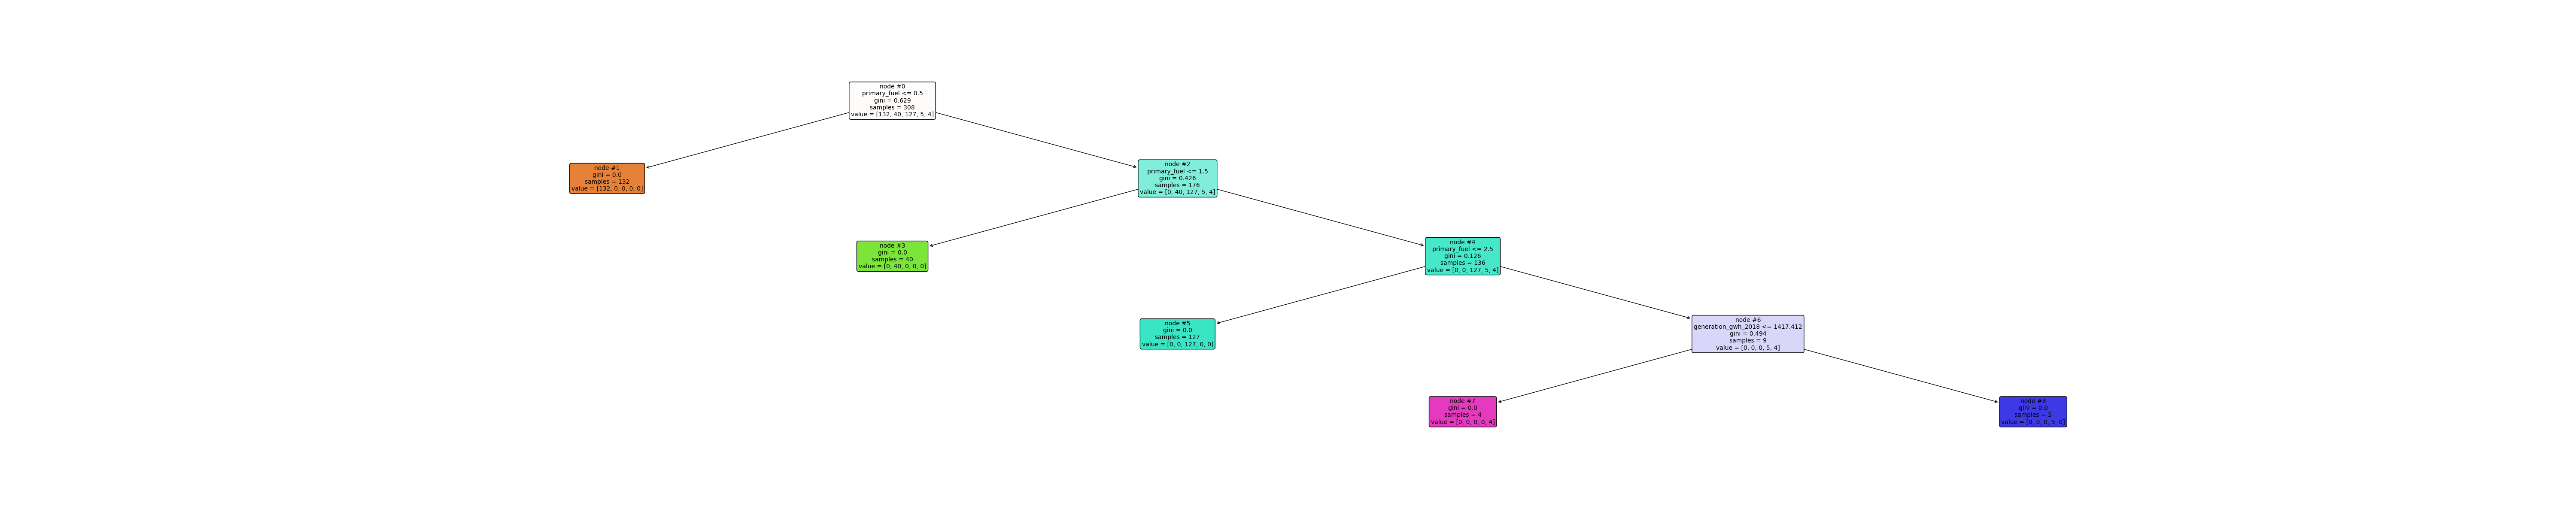 node #0
primary_fuel <= 0.5
gini = 0.629
samples = 308
value = [132, 40, 127, 5, 4]
node #1
gini = 0.0
samples = 132
value = [132, 0, 0, 0, 0]
node #2
primary_fuel <= 1.5
gini = 0.426
samples = 176
value = [0, 40, 127, 5, 4]
node #3
gini = 0.0
samples = 40
value = [0, 40, 0, 0, 0]
node #4
primary_fuel <= 2.5
gini = 0.126
samples = 136
value = [0, 0, 127, 5, 4]
node #5
gini = 0.0
samples = 127
value = [0, 0, 127, 0, 0]
node #6
generation_gwh_2018 <= 1417.412
gini = 0.494
samples = 9
value = [0, 0, 0, 5, 4]
node #7
gini = 0.0
samples = 4
value = [0, 0, 0, 0, 4]
node #8
gini = 0.0
samples = 5
value = [0, 0, 0, 5, 0]